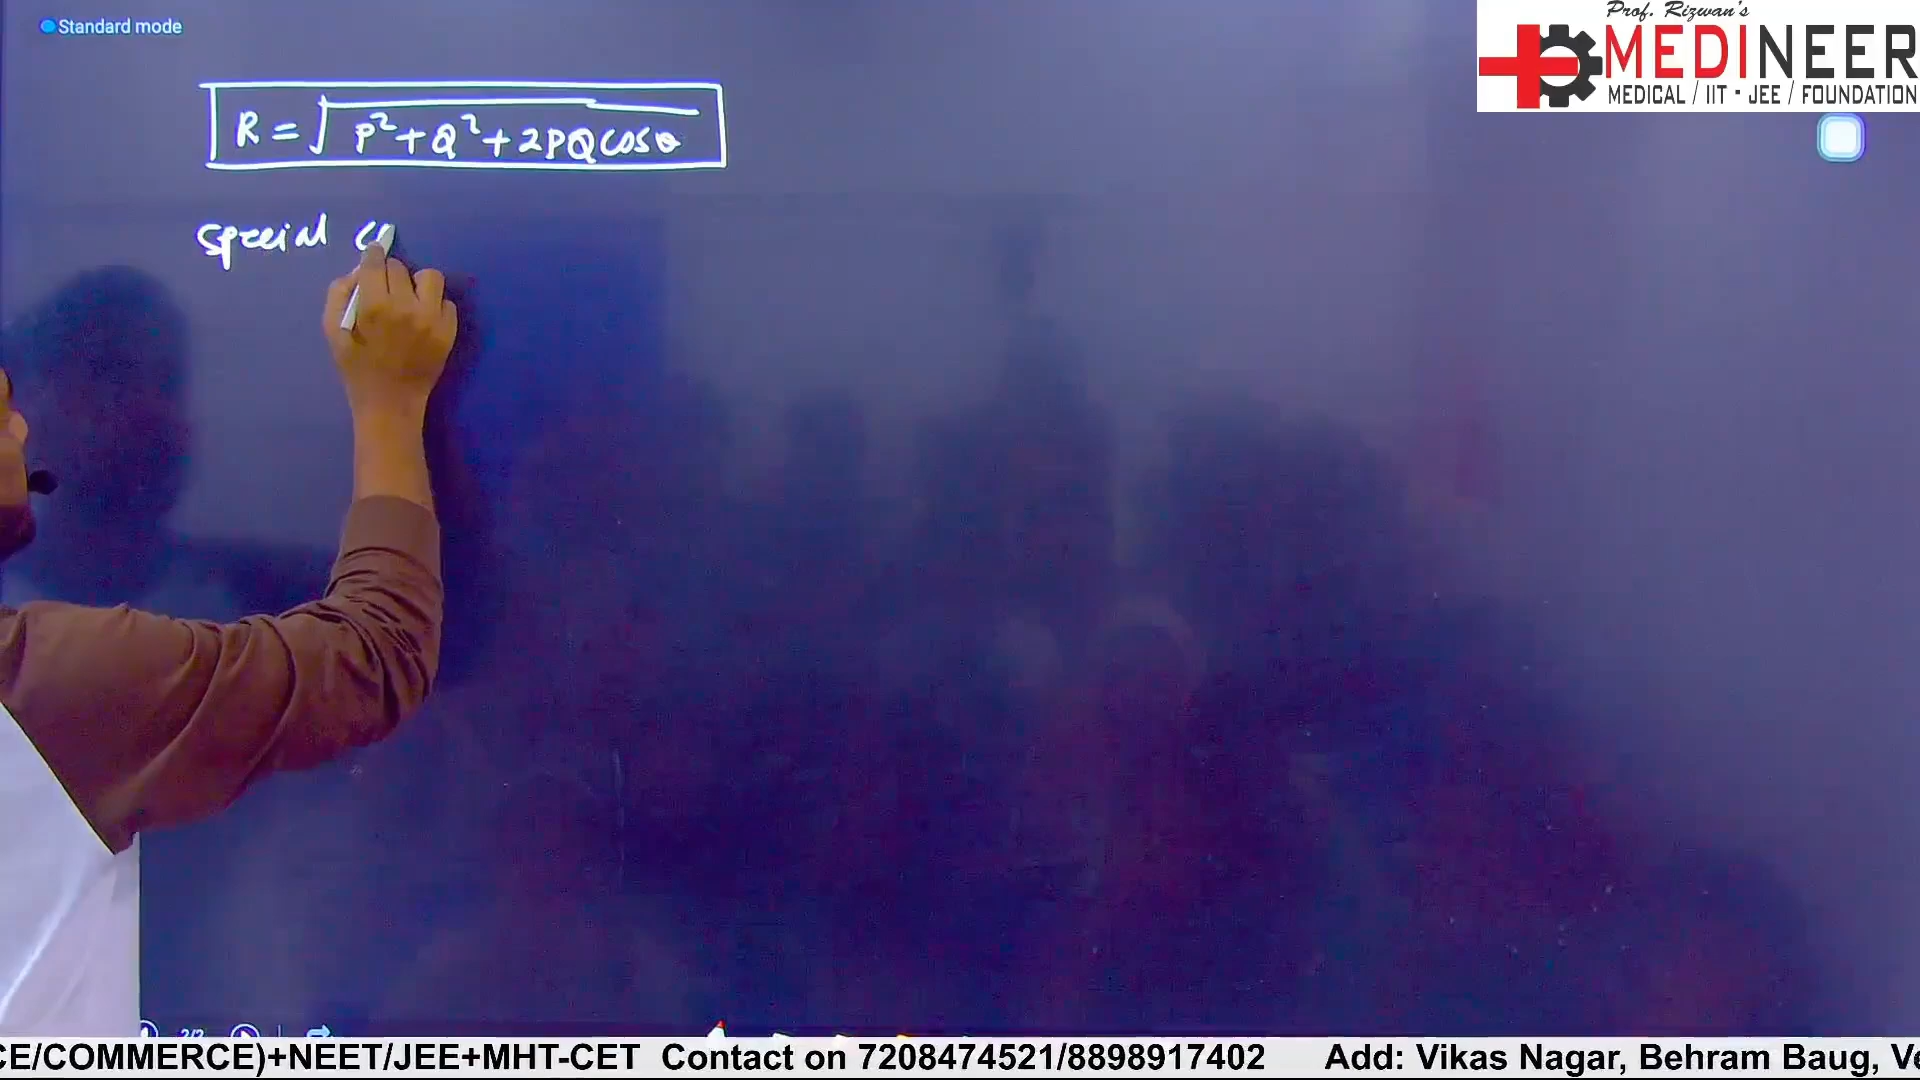 Standard mode
Prof. Rizwan's
MEDINEER
MEDICAL / IIT - JEE / FOUNDATION
R = √P²+Q²+2PQcosθ
Special
CE/COMMERCE)+NEET/JEE+MHT-CET Contact on 7208474521/8898917402 Add: Vikas Nagar, Behram Baug,